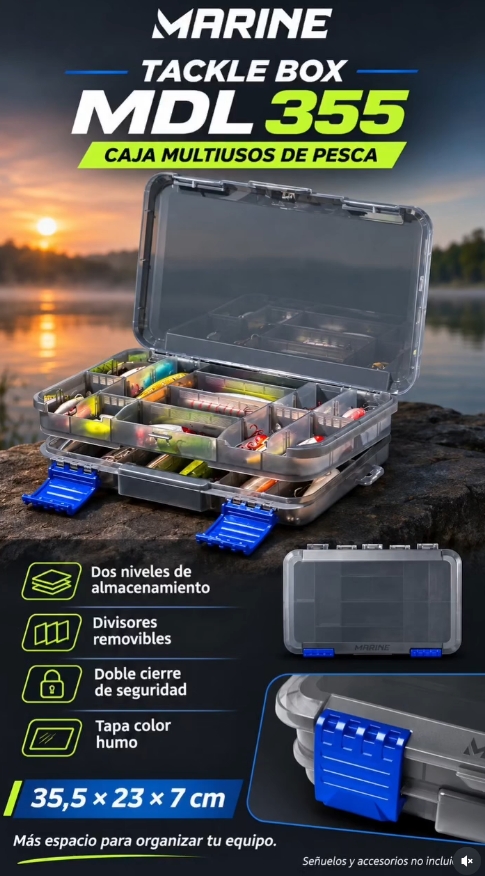 MARINE
TACKLE BOX
MDL 355
CAJA MULTIUSOS DE PESCA
Dos niveles de
almacenamiento
Divisores
removibles
MARINE
Doble cierre
de seguridad
Tapa color
humo
35,5 × 23 × 7 cm
Más espacio para organizar tu equipo.
Señuelos y accesorios no